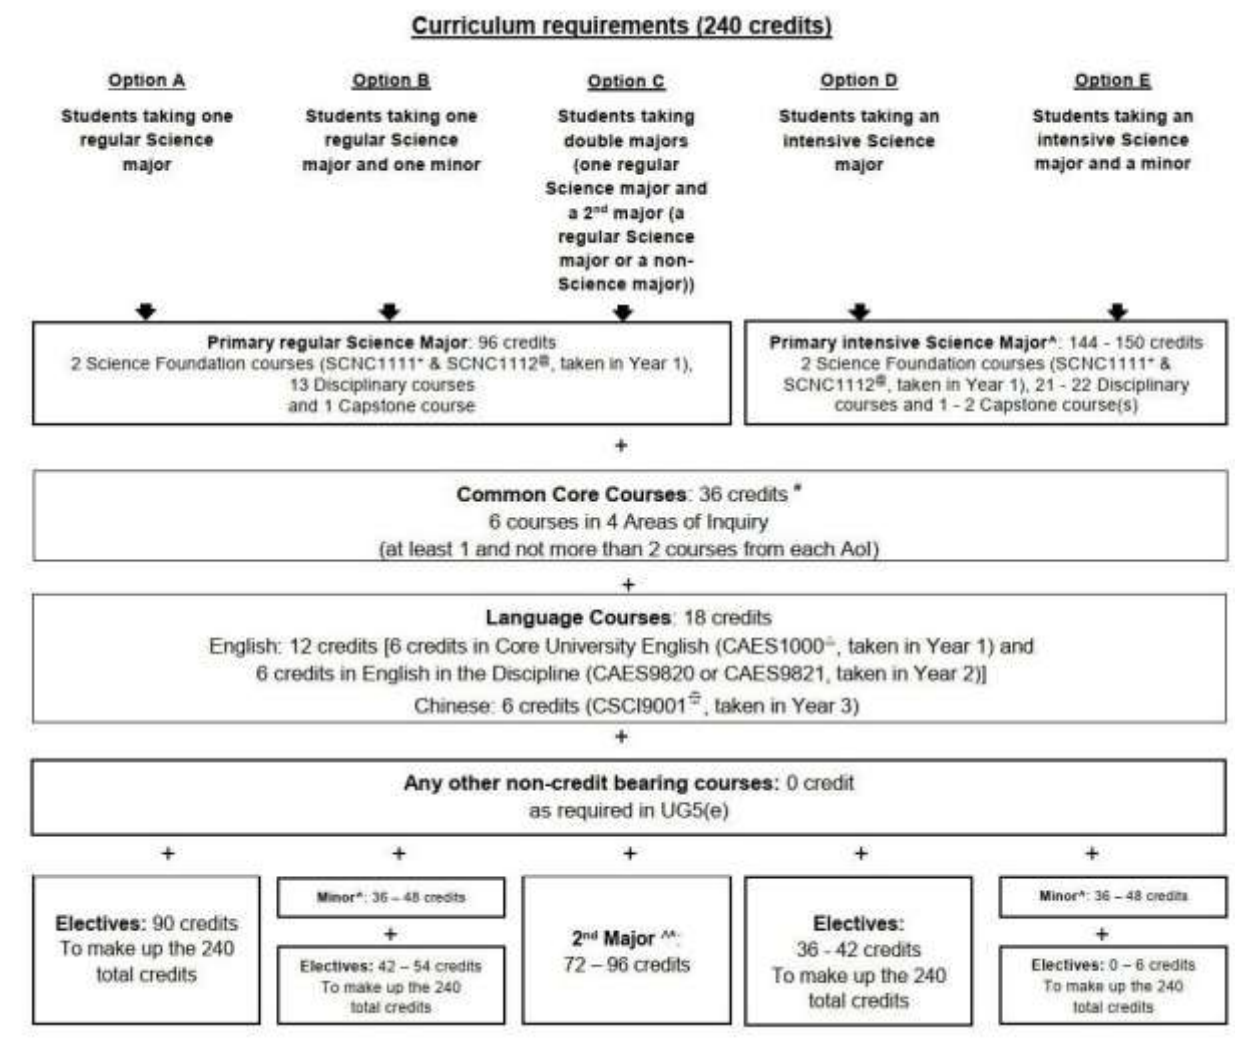 Curriculum requirements (240 credits)
Option A
Students taking one
regular Science
major
Option B
Students taking one
regular Science
major and one minor
Option C
Students taking
double majors
(one regular
Science major and
a 2nd major (a
regular Science
major or a non-
Science major))
Option D
Students taking an
intensive Science
major
Option E
Students taking an
intensive Science
major and a minor
Primary regular Science Major: 96 credits
2 Science Foundation courses (SCNC1111* & SCNC1112@, taken in Year 1),
13 Disciplinary courses
and 1 Capstone course
Primary intensive Science Major^: 144 - 150 credits
2 Science Foundation courses (SCNC1111* &
SCNC1112@, taken in Year 1), 21 - 22 Disciplinary
courses and 1 - 2 Capstone course(s)
+
Common Core Courses: 36 credits #
6 courses in 4 Areas of Inquiry
(at least 1 and not more than 2 courses from each AoI)
+
Language Courses: 18 credits
English: 12 credits [6 credits in Core University English (CAES1000, taken in Year 1) and
6 credits in English in the Discipline (CAES9820 or CAES9821, taken in Year 2)]
Chinese: 6 credits (CSCI9001, taken in Year 3)
+
Any other non-credit bearing courses: 0 credit
as required in UG5(e)
+ + + + +
Electives: 90 credits
To make up the 240
total credits
Minor^: 36 – 48 credits
+
Electives: 42 – 54 credits
To make up the 240
total credits
2nd Major ^^:
72 – 96 credits
Electives:
36 - 42 credits
To make up the 240
total credits
Minor^: 36 – 48 credits
+
Electives: 0 – 6 credits
To make up the 240
total credits